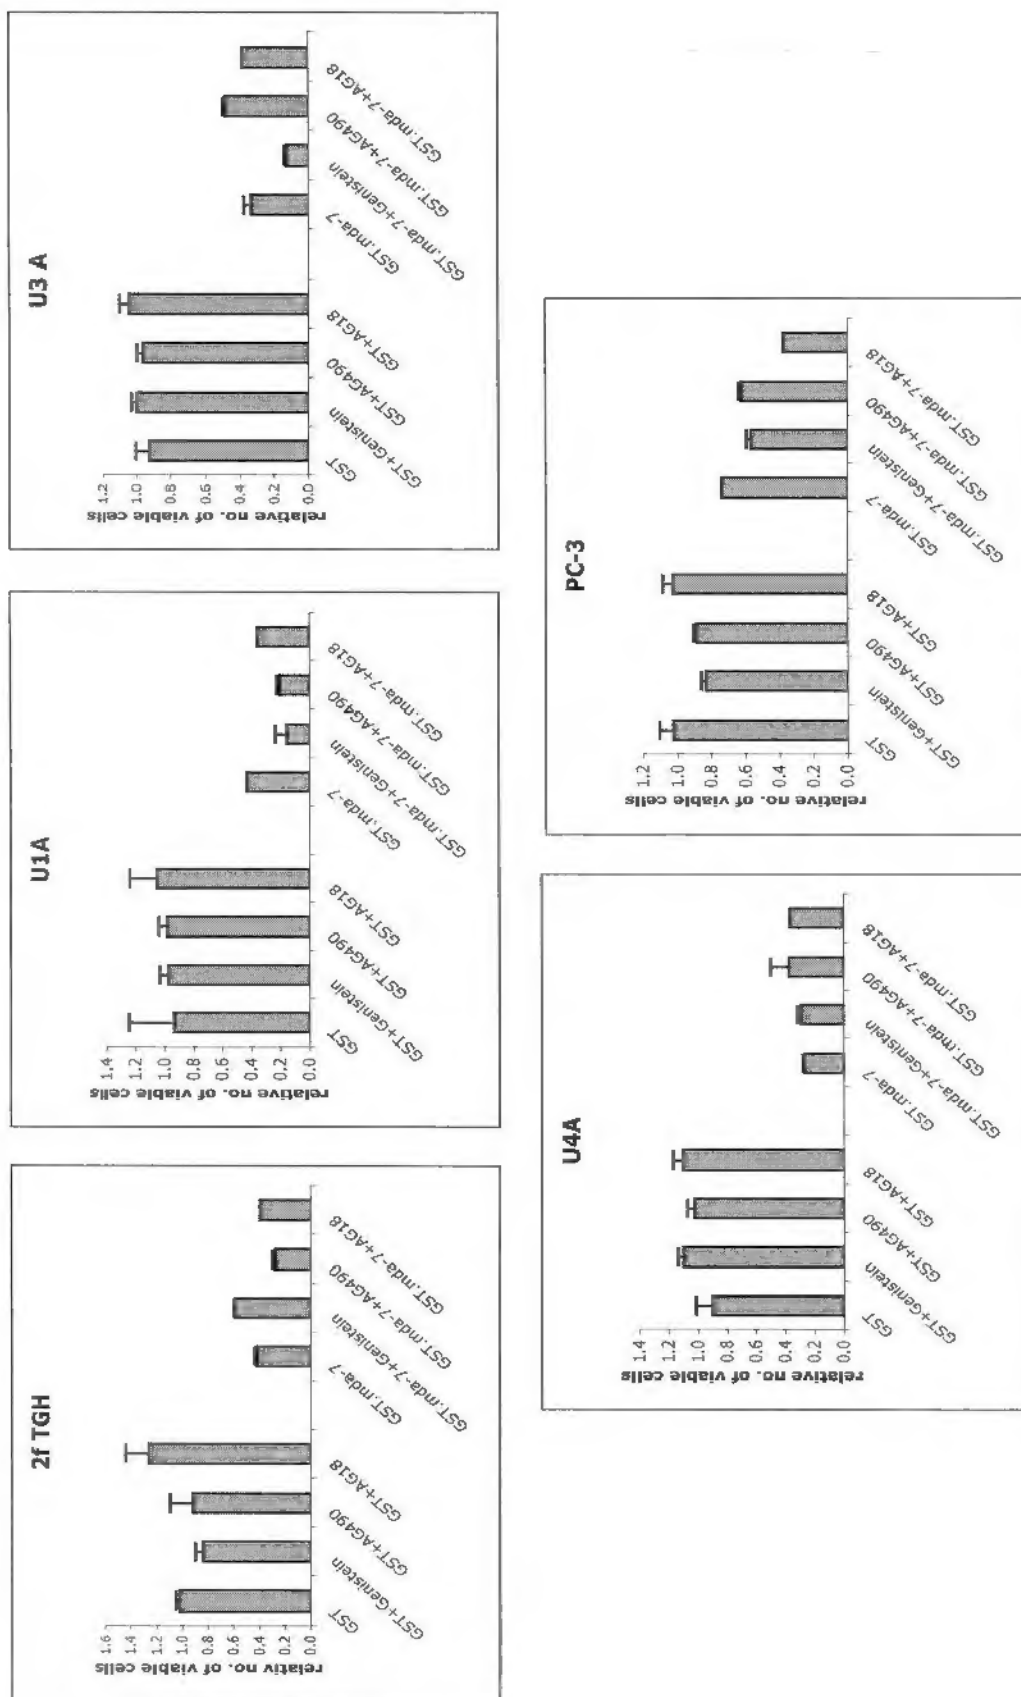 2f TGH
relativ no. of viable cells
1.6
1.4
1.2
1.0
0.8
0.6
0.4
0.2
0.0
GST
GST+Genistein
GST+AG490
GST+AG18
GST.mda-7
GST.mda-7+Genistein
GST.mda-7+AG490
GST.mda-7+AG18
U1A
relative no. of viable cells
1.4
1.2
1.0
0.8
0.6
0.4
0.2
0.0
GST
GST+Genistein
GST+AG490
GST+AG18
GST.mda-7
GST.mda-7+Genistein
GST.mda-7+AG490
GST.mda-7+AG18
U3 A
relative no. of viable cells
1.2
1.0
0.8
0.6
0.4
0.2
0.0
GST
GST+Genistein
GST+AG490
GST+AG18
GST.mda-7
GST.mda-7+Genistein
GST.mda-7+AG490
GST.mda-7+AG18
U4A
relative no. of viable cells
1.4
1.2
1.0
0.8
0.6
0.4
0.2
0.0
GST
GST+Genistein
GST+AG490
GST+AG18
GST.mda-7
GST.mda-7+Genistein
GST.mda-7+AG490
GST.mda-7+AG18
PC-3
relative no. of viable cells
1.2
1.0
0.8
0.6
0.4
0.2
0.0
GST
GST+Genistein
GST+AG490
GST+AG18
GST.mda-7
GST.mda-7+Genistein
GST.mda-7+AG490
GST.mda-7+AG18